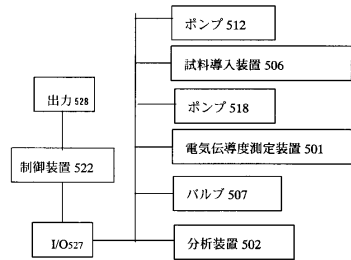 ポンプ 512
試料導入装置 506
出力 528
ポンプ 518
制御装置 522
電気伝導度測定装置 501
バルブ 507
I/O527
分析装置 502